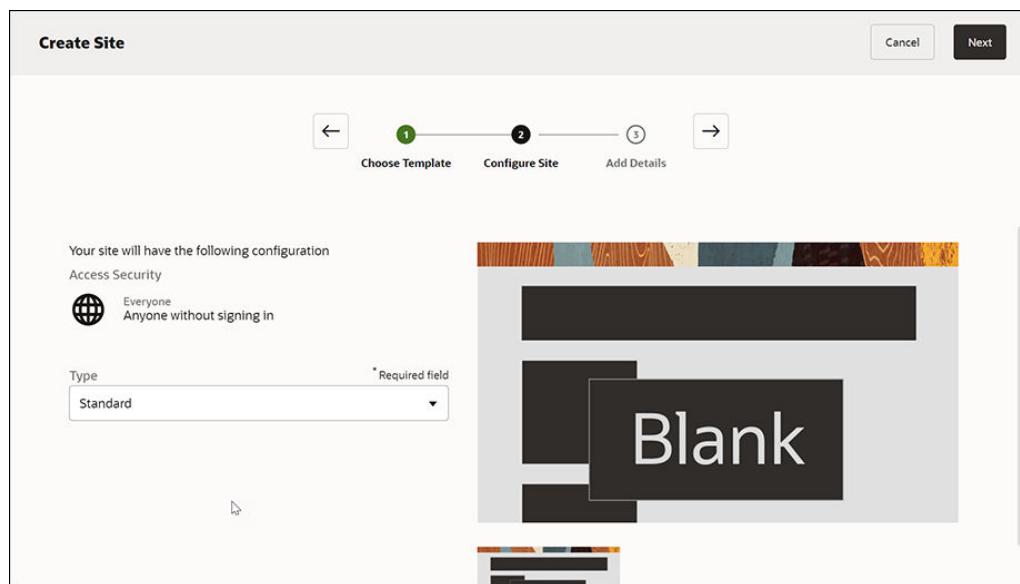 Create Site
Cancel
Next
1
2
3
Choose Template
Configure Site
Add Details
Your site will have the following configuration
Access Security
Everyone
Anyone without signing in
Type
*Required field
Standard
Blank